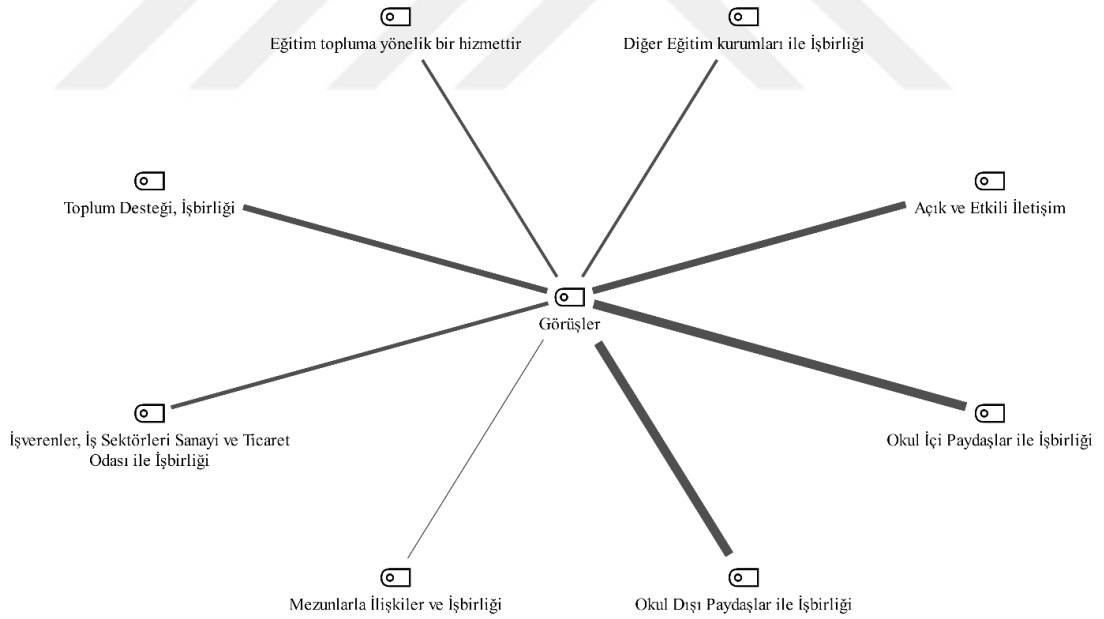 Eğitim topluma yönelik bir hizmettir
Diğer Eğitim kurumları ile İşbirliği
Toplum Desteği, İşbirliği
Açık ve Etkili İletişim
Görüşler
İşverenler, İş Sektörleri Sanayi ve Ticaret
Odası ile İşbirliği
Okul İçi Paydaşlar ile İşbirliği
Mezunlarla İlişkiler ve İşbirliği
Okul Dışı Paydaşlar ile İşbirliği